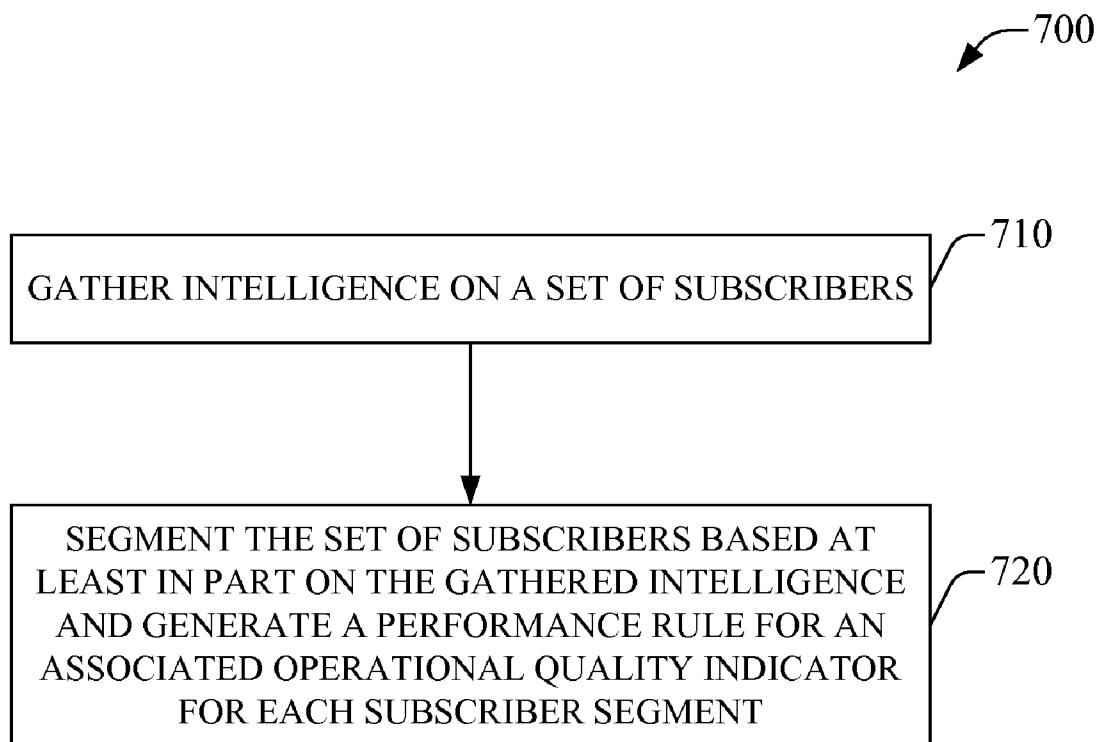 700
710
GATHER INTELLIGENCE ON A SET OF SUBSCRIBERS
SEGMENT THE SET OF SUBSCRIBERS BASED AT
LEAST IN PART ON THE GATHERED INTELLIGENCE
AND GENERATE A PERFORMANCE RULE FOR AN
ASSOCIATED OPERATIONAL QUALITY INDICATOR
FOR EACH SUBSCRIBER SEGMENT
720